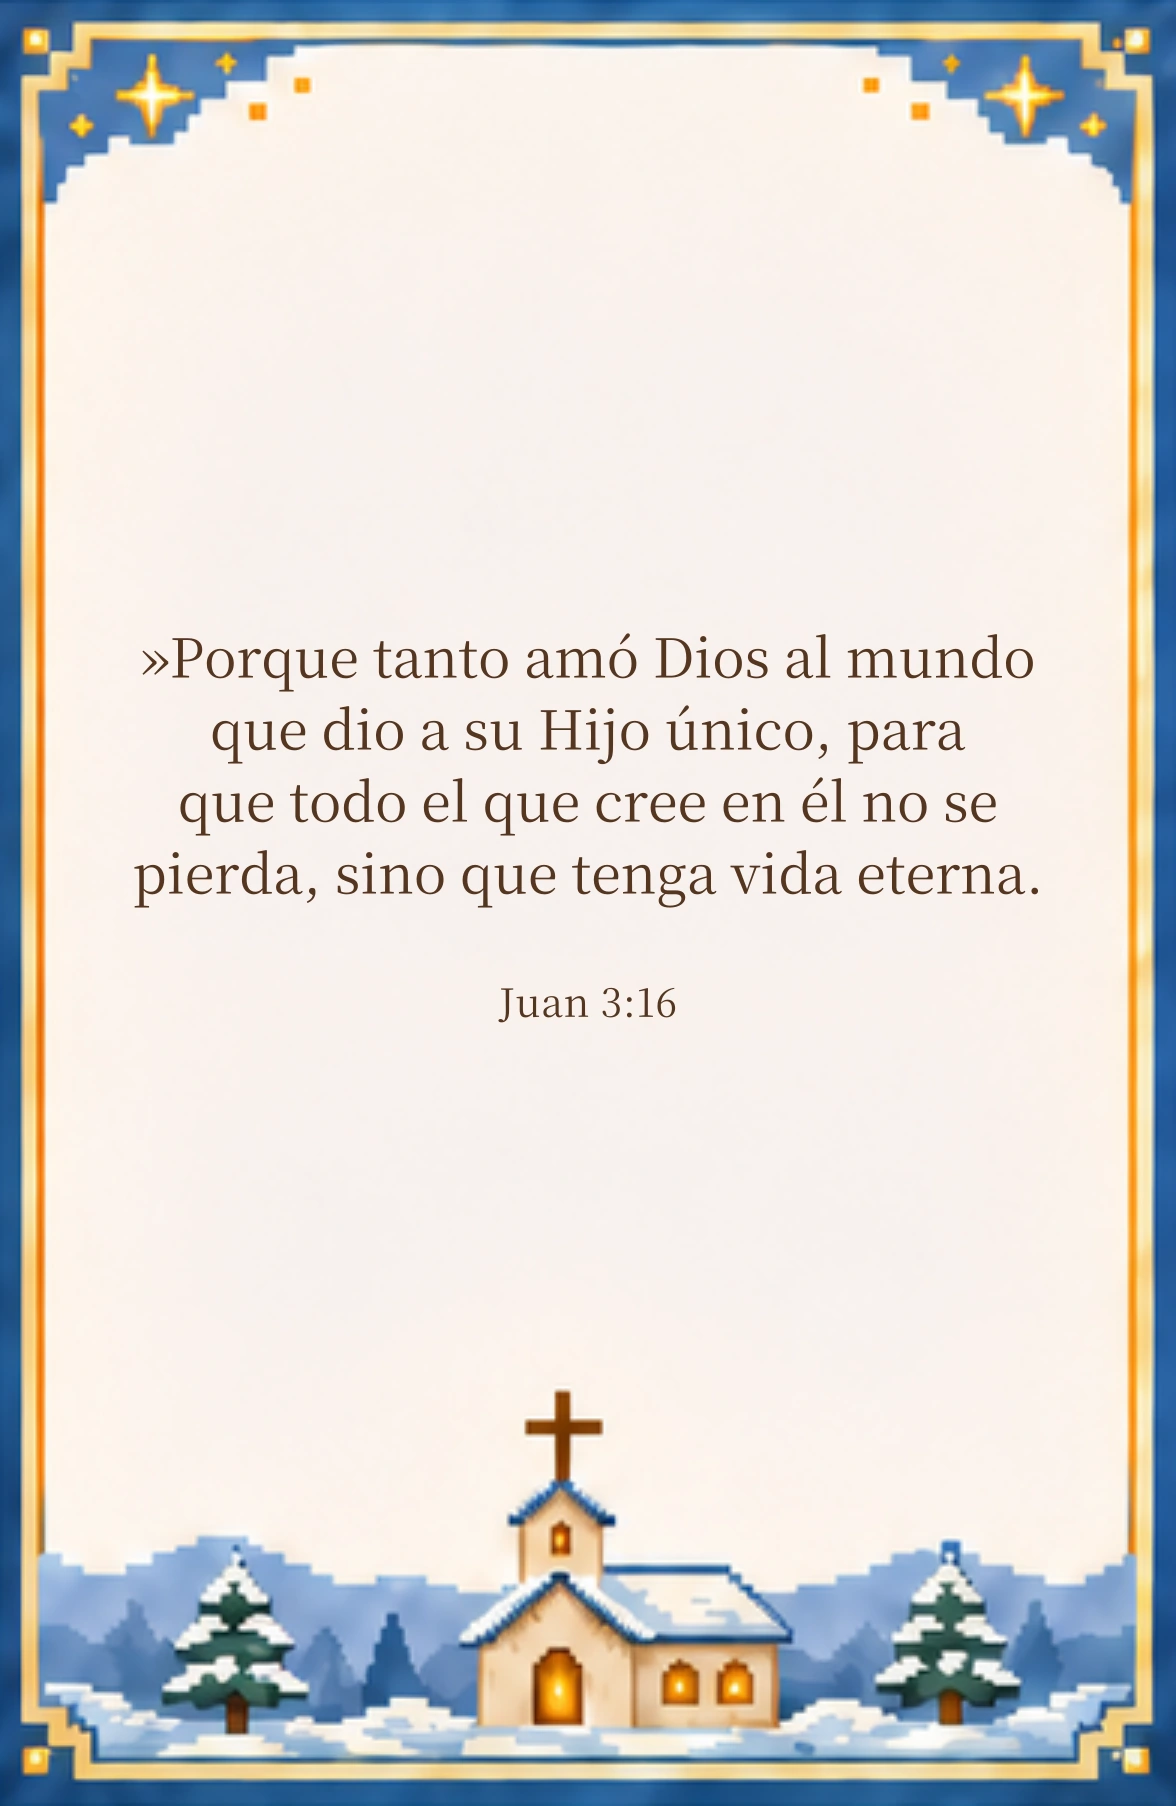 »Porque tanto amó Dios al mundo
que dio a su Hijo único, para
que todo el que cree en él no se
pierda, sino que tenga vida eterna.
Juan 3:16